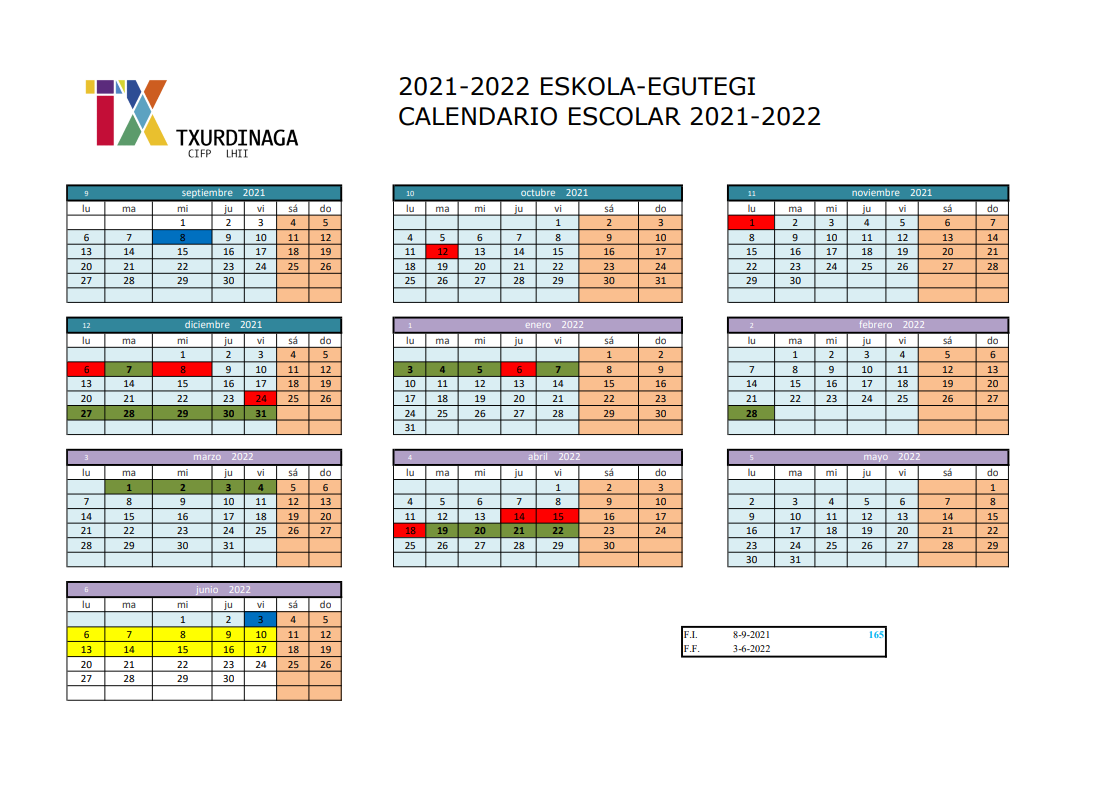 2021-2022 ESKOLA-EGUTEGI
CALENDARIO ESCOLAR 2021-2022
TX
TXURDINAGA
CIFP LHII
9 septiembre 2021
lu ma mi ju vi sá do
1 2 3 4 5
6 7 8 9 10 11 12
13 14 15 16 17 18 19
20 21 22 23 24 25 26
27 28 29 30
10 octubre 2021
lu ma mi ju vi sá do
1 2 3
4 5 6 7 8 9 10
11 12 13 14 15 16 17
18 19 20 21 22 23 24
25 26 27 28 29 30 31
11 noviembre 2021
lu ma mi ju vi sá do
1 2 3 4 5 6 7
8 9 10 11 12 13 14
15 16 17 18 19 20 21
22 23 24 25 26 27 28
29 30
12 diciembre 2021
lu ma mi ju vi sá do
1 2 3 4 5
6 7 8 9 10 11 12
13 14 15 16 17 18 19
20 21 22 23 24 25 26
27 28 29 30 31
1 enero 2022
lu ma mi ju vi sá do
1 2
3 4 5 6 7 8 9
10 11 12 13 14 15 16
17 18 19 20 21 22 23
24 25 26 27 28 29 30
31
2 febrero 2022
lu ma mi ju vi sá do
1 2 3 4 5 6
7 8 9 10 11 12 13
14 15 16 17 18 19 20
21 22 23 24 25 26 27
28
3 marzo 2022
lu ma mi ju vi sá do
1 2 3 4 5 6
7 8 9 10 11 12 13
14 15 16 17 18 19 20
21 22 23 24 25 26 27
28 29 30 31
4 abril 2022
lu ma mi ju vi sá do
1 2 3
4 5 6 7 8 9 10
11 12 13 14 15 16 17
18 19 20 21 22 23 24
25 26 27 28 29 30
5 mayo 2022
lu ma mi ju vi sá do
1
2 3 4 5 6 7 8
9 10 11 12 13 14 15
16 17 18 19 20 21 22
23 24 25 26 27 28 29
30 31
6 junio 2022
lu ma mi ju vi sá do
1 2 3 4 5
6 7 8 9 10 11 12
13 14 15 16 17 18 19
20 21 22 23 24 25 26
27 28 29 30
F.I. 8-9-2021 165
F.F. 3-6-2022